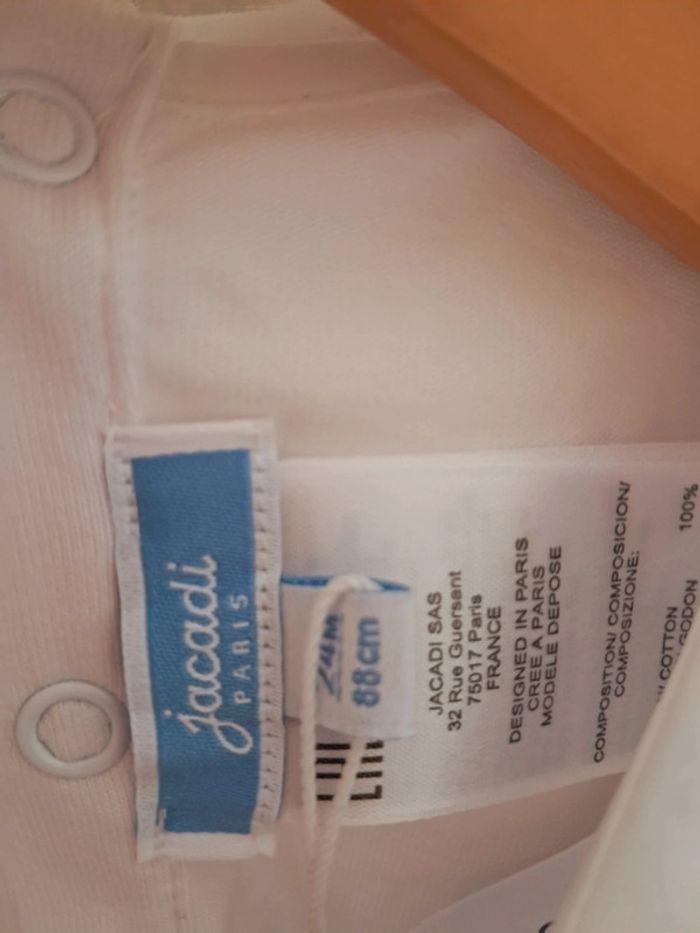 jacadi
PARIS
24M
88cm
JACADI SAS
32 Rue Guersant
75017 Paris
FRANCE
DESIGNED IN PARIS
CREE A PARIS
MODELE DEPOSE
COMPOSITION/ COMPOSICION/
COMPOSIZIONE:
COTTON
100%